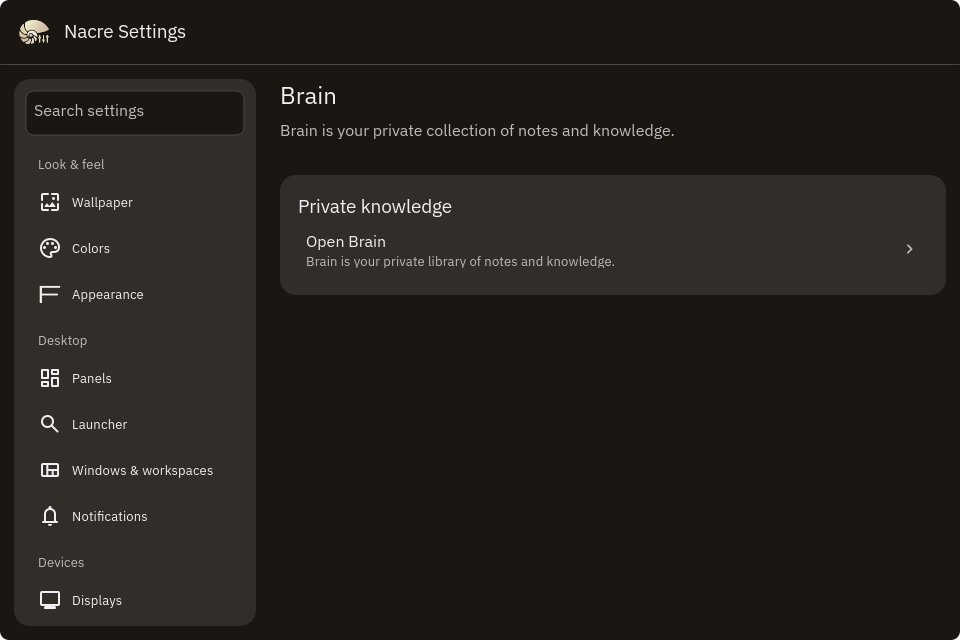 Nacre Settings
Search settings
Look & feel
Wallpaper
Colors
Appearance
Desktop
Panels
Launcher
Windows & workspaces
Notifications
Devices
Displays
Brain
Brain is your private collection of notes and knowledge.
Private knowledge
Open Brain
Brain is your private library of notes and knowledge.